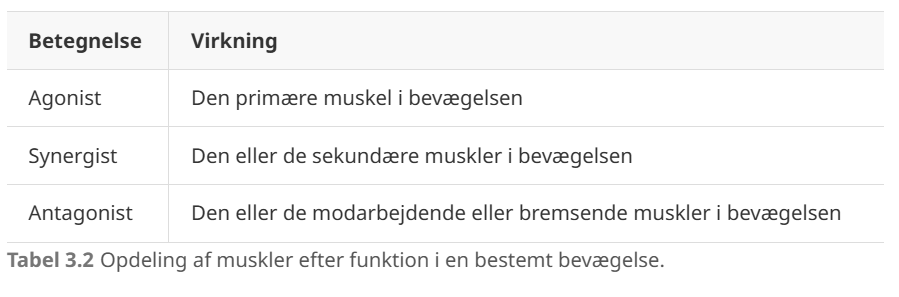 Betegnelse Virkning
Agonist Den primære muskel i bevægelsen
Synergist Den eller de sekundære muskler i bevægelsen
Antagonist Den eller de modarbejdende eller bremsende muskler i bevægelsen
Tabel 3.2 Opdeling af muskler efter funktion i en bestemt bevægelse.